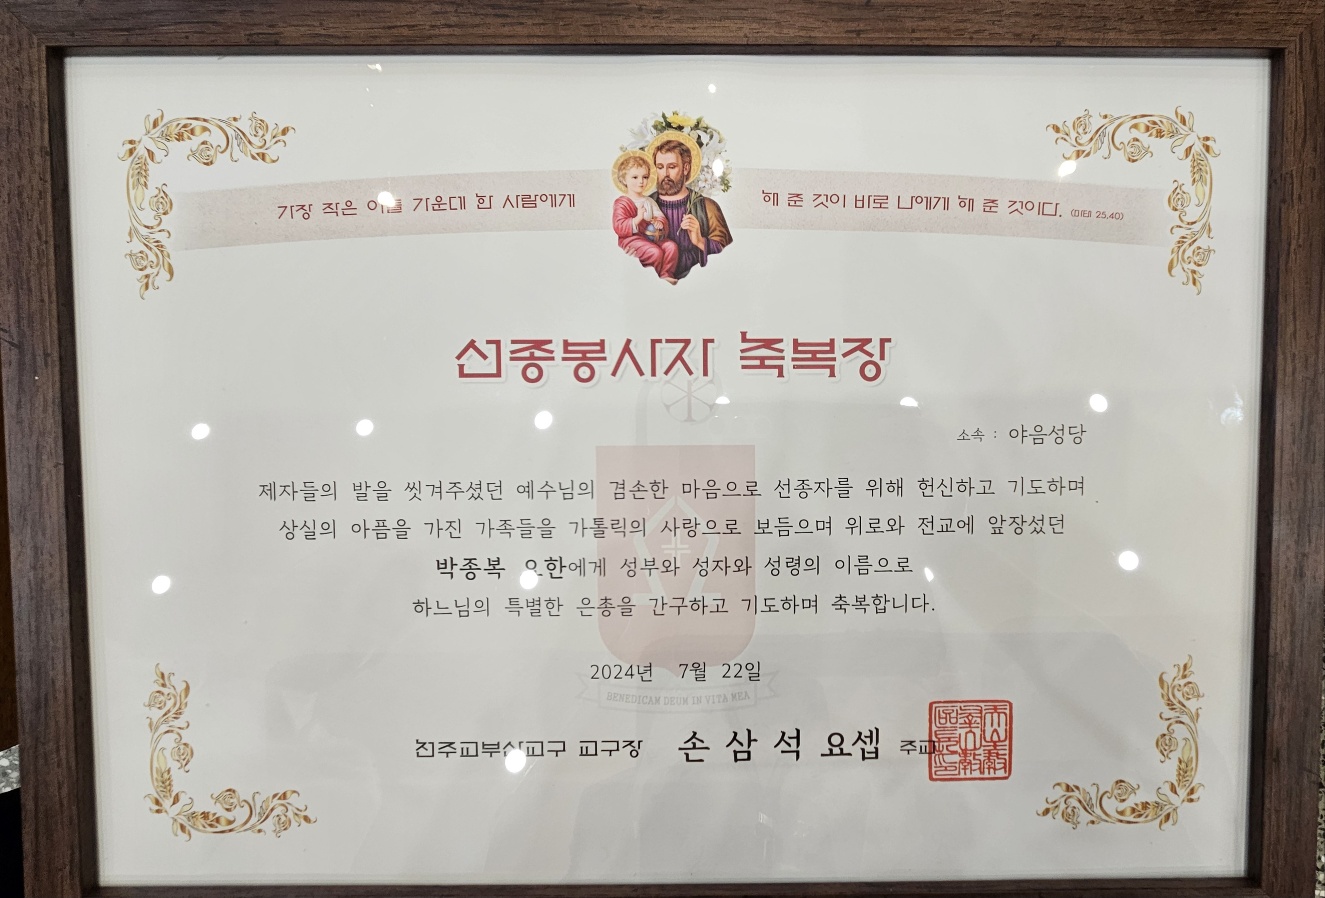 가장 작은 이들 가운데 한 사람에게 해 준 것이 바로 나에게 해 준 것이다. (마태 25,40)
선종봉사자 축복장
소속 : 야음성당
제자들의 발을 씻겨주셨던 예수님의 겸손한 마음으로 선종자를 위해 헌신하고 기도하며
상실의 아픔을 가진 가족들을 가톨릭의 사랑으로 보듬으며 위로와 전교에 앞장섰던
박종복 요한에게 성부와 성자와 성령의 이름으로
하느님의 특별한 은총을 간구하고 기도하며 축복합니다.
2024년 7월 22일
BENEDICAM DEUM IN VITA MEA
천주교부산교구 교구장 손 삼 석 요셉 주교